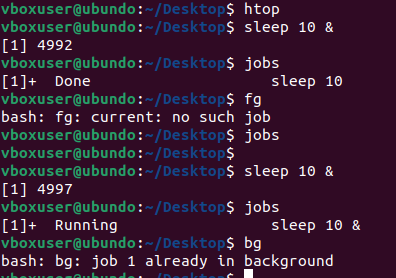 vboxuser@ubundo:~/Desktop$ htop
vboxuser@ubundo:~/Desktop$ sleep 10 &
[1] 4992
vboxuser@ubundo:~/Desktop$ jobs
[1]+  Done                    sleep 10
vboxuser@ubundo:~/Desktop$ fg
bash: fg: current: no such job
vboxuser@ubundo:~/Desktop$ jobs
vboxuser@ubundo:~/Desktop$
vboxuser@ubundo:~/Desktop$ sleep 10 &
[1] 4997
vboxuser@ubundo:~/Desktop$ jobs
[1]+  Running                 sleep 10 &
vboxuser@ubundo:~/Desktop$ bg
bash: bg: job 1 already in background